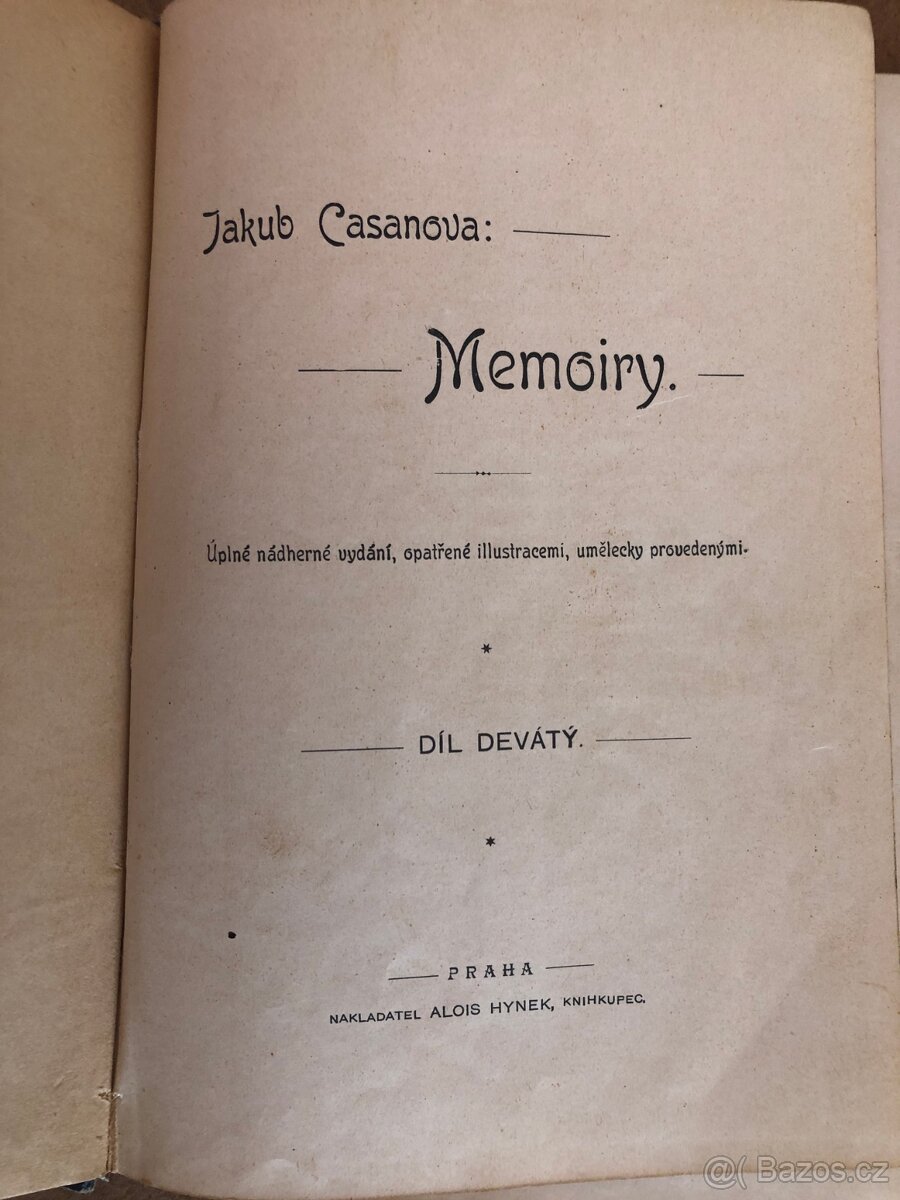 Jakub Casanova:
Memoiry.
Úplné nádherné vydání, opatřené illustracemi, umělecky provedenými.
*
DÍL DEVÁTÝ.
*
PRAHA
NAKLADATEL ALOIS HYNEK, KNIHKUPEC.
@( Bazos.cz